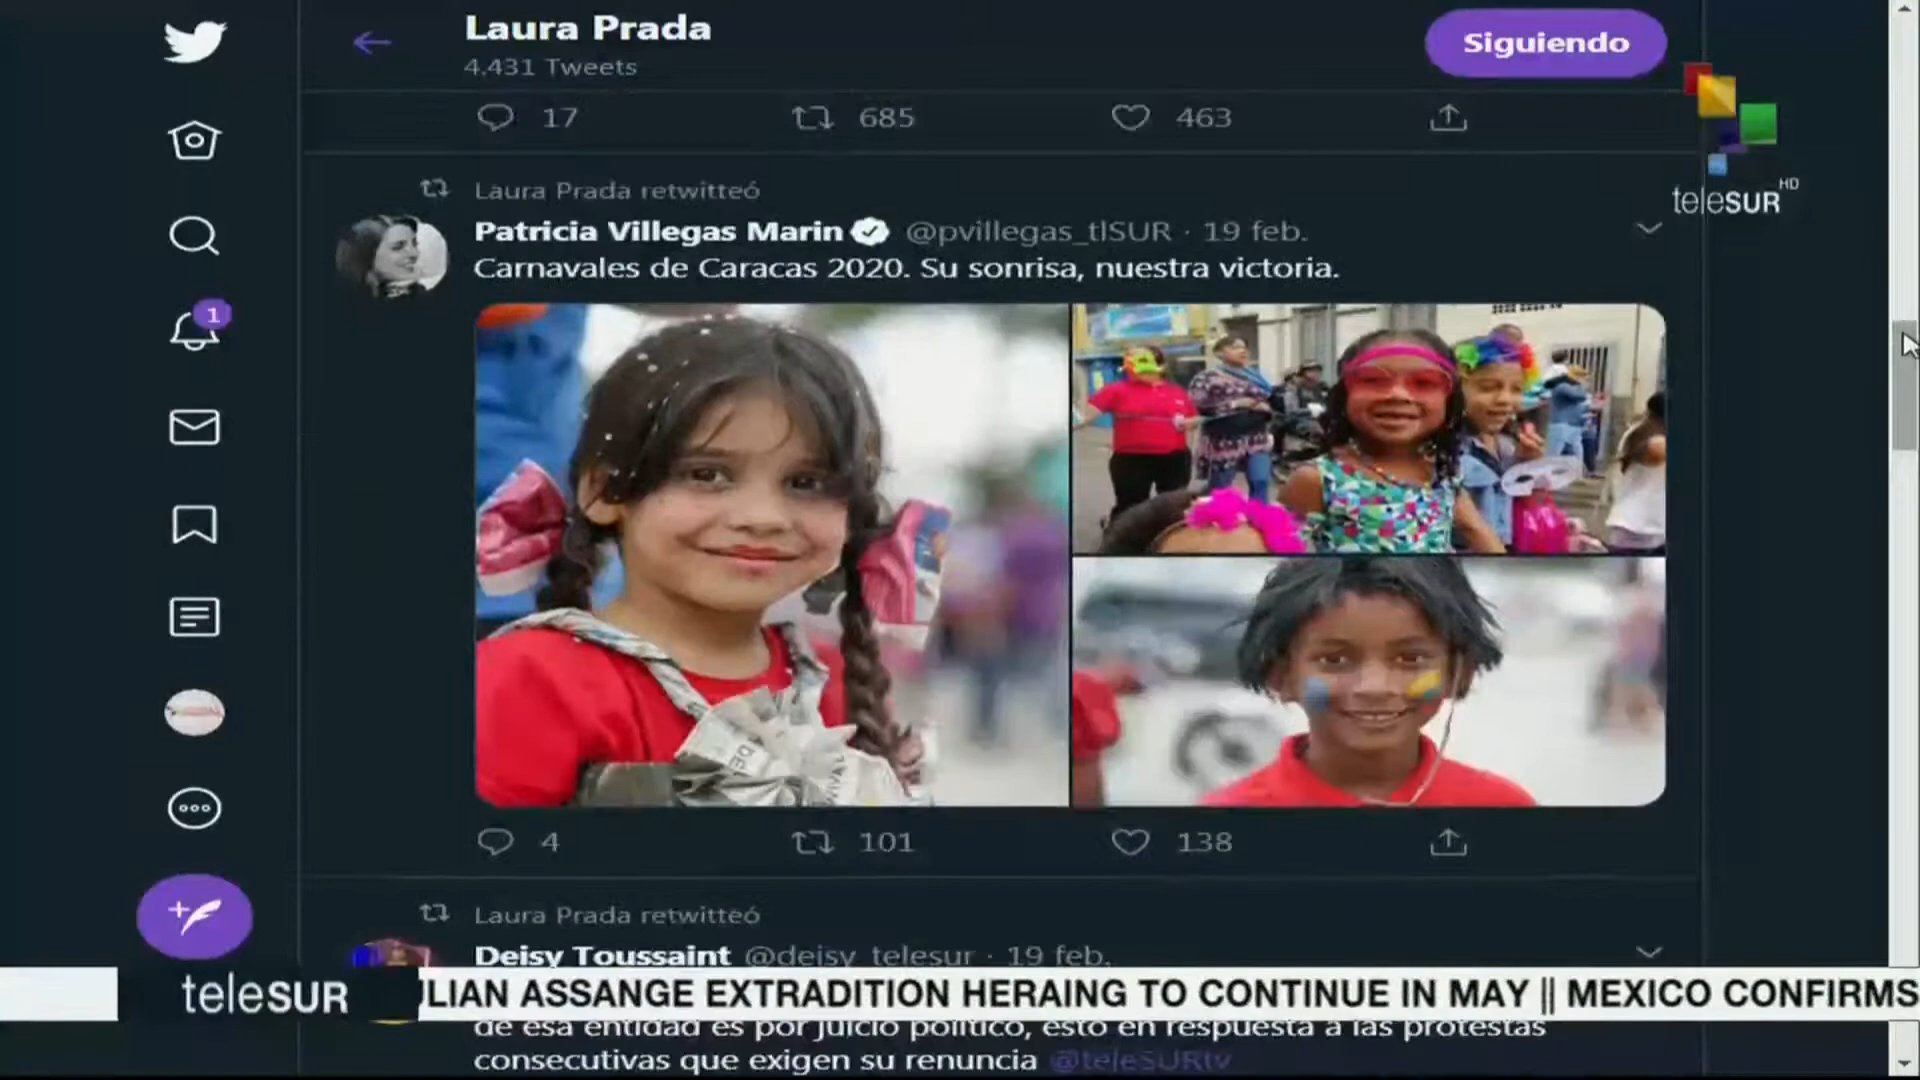 Laura Prada
4.431 Tweets
Siguiendo
17
685
463
HD
teleSUR
Laura Prada retwitteó
Patricia Villegas Marin @pvillegas_tlSUR · 19 feb.
Carnavales de Caracas 2020. Su sonrisa, nuestra victoria.
1
4
101
138
Laura Prada retwitteó
Deisy Toussaint @deisy_telesur · 19 feb.
teleSUR
LIAN ASSANGE EXTRADITION HERAING TO CONTINUE IN MAY || MEXICO CONFIRMS
de esa entidad es por juicio político, esto en respuesta a las protestas
consecutivas que exigen su renuncia @teleSURtv